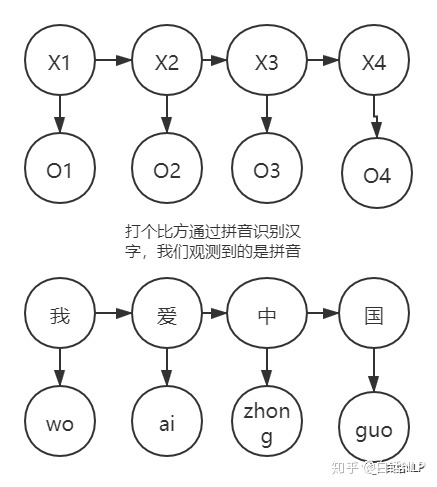 X1 X2 X3 X4
O1 O2 O3 O4
打个比方通过拼音识别汉
字，我们观测到的是拼音
我 爱 中 国
wo ai zhon
g guo
知乎 @白话NLP